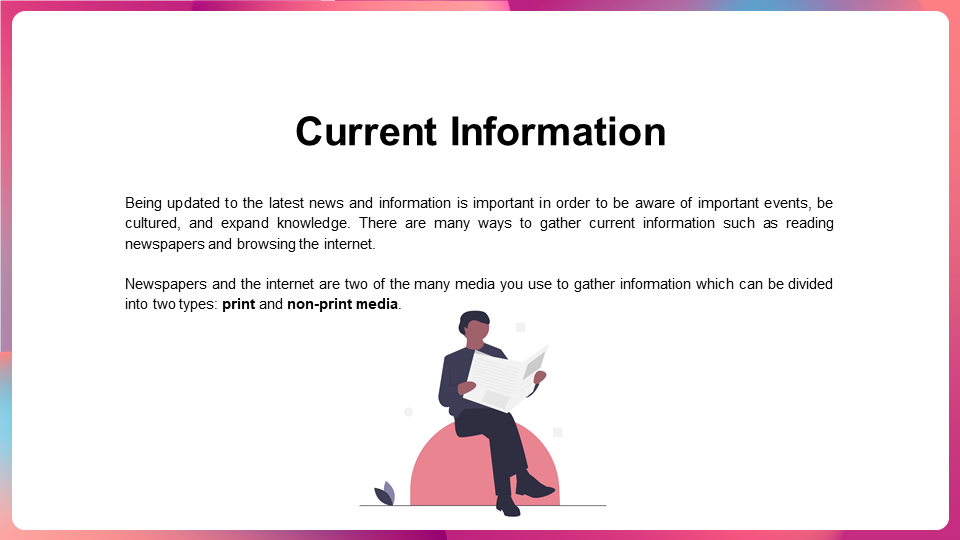 Current Information
Being updated to the latest news and information is important in order to be aware of important events, be
cultured, and expand knowledge. There are many ways to gather current information such as reading
newspapers and browsing the internet.
Newspapers and the internet are two of the many media you use to gather information which can be divided
into two types: print and non-print media.